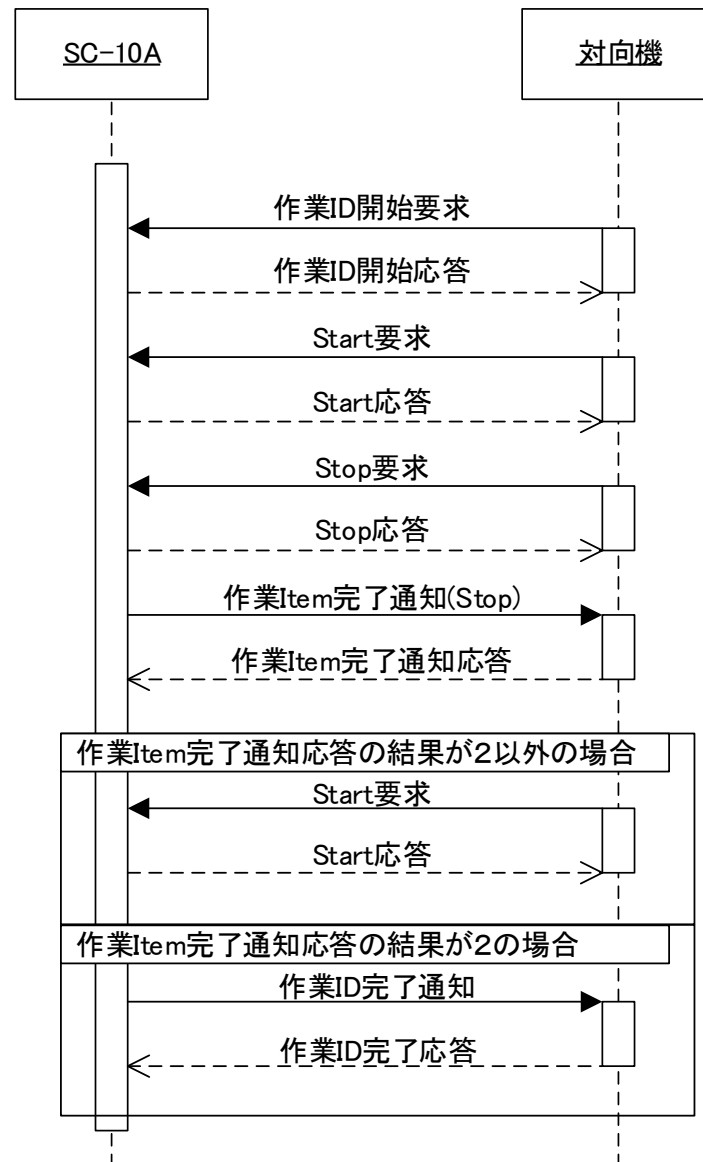 SC-10A
対向機
作業ID開始要求
作業ID開始応答
Start要求
Start応答
Stop要求
Stop応答
作業Item完了通知(Stop)
作業Item完了通知応答
作業Item完了通知応答の結果が2以外の場合
Start要求
Start応答
作業Item完了通知応答の結果が2の場合
作業ID完了通知
作業ID完了応答